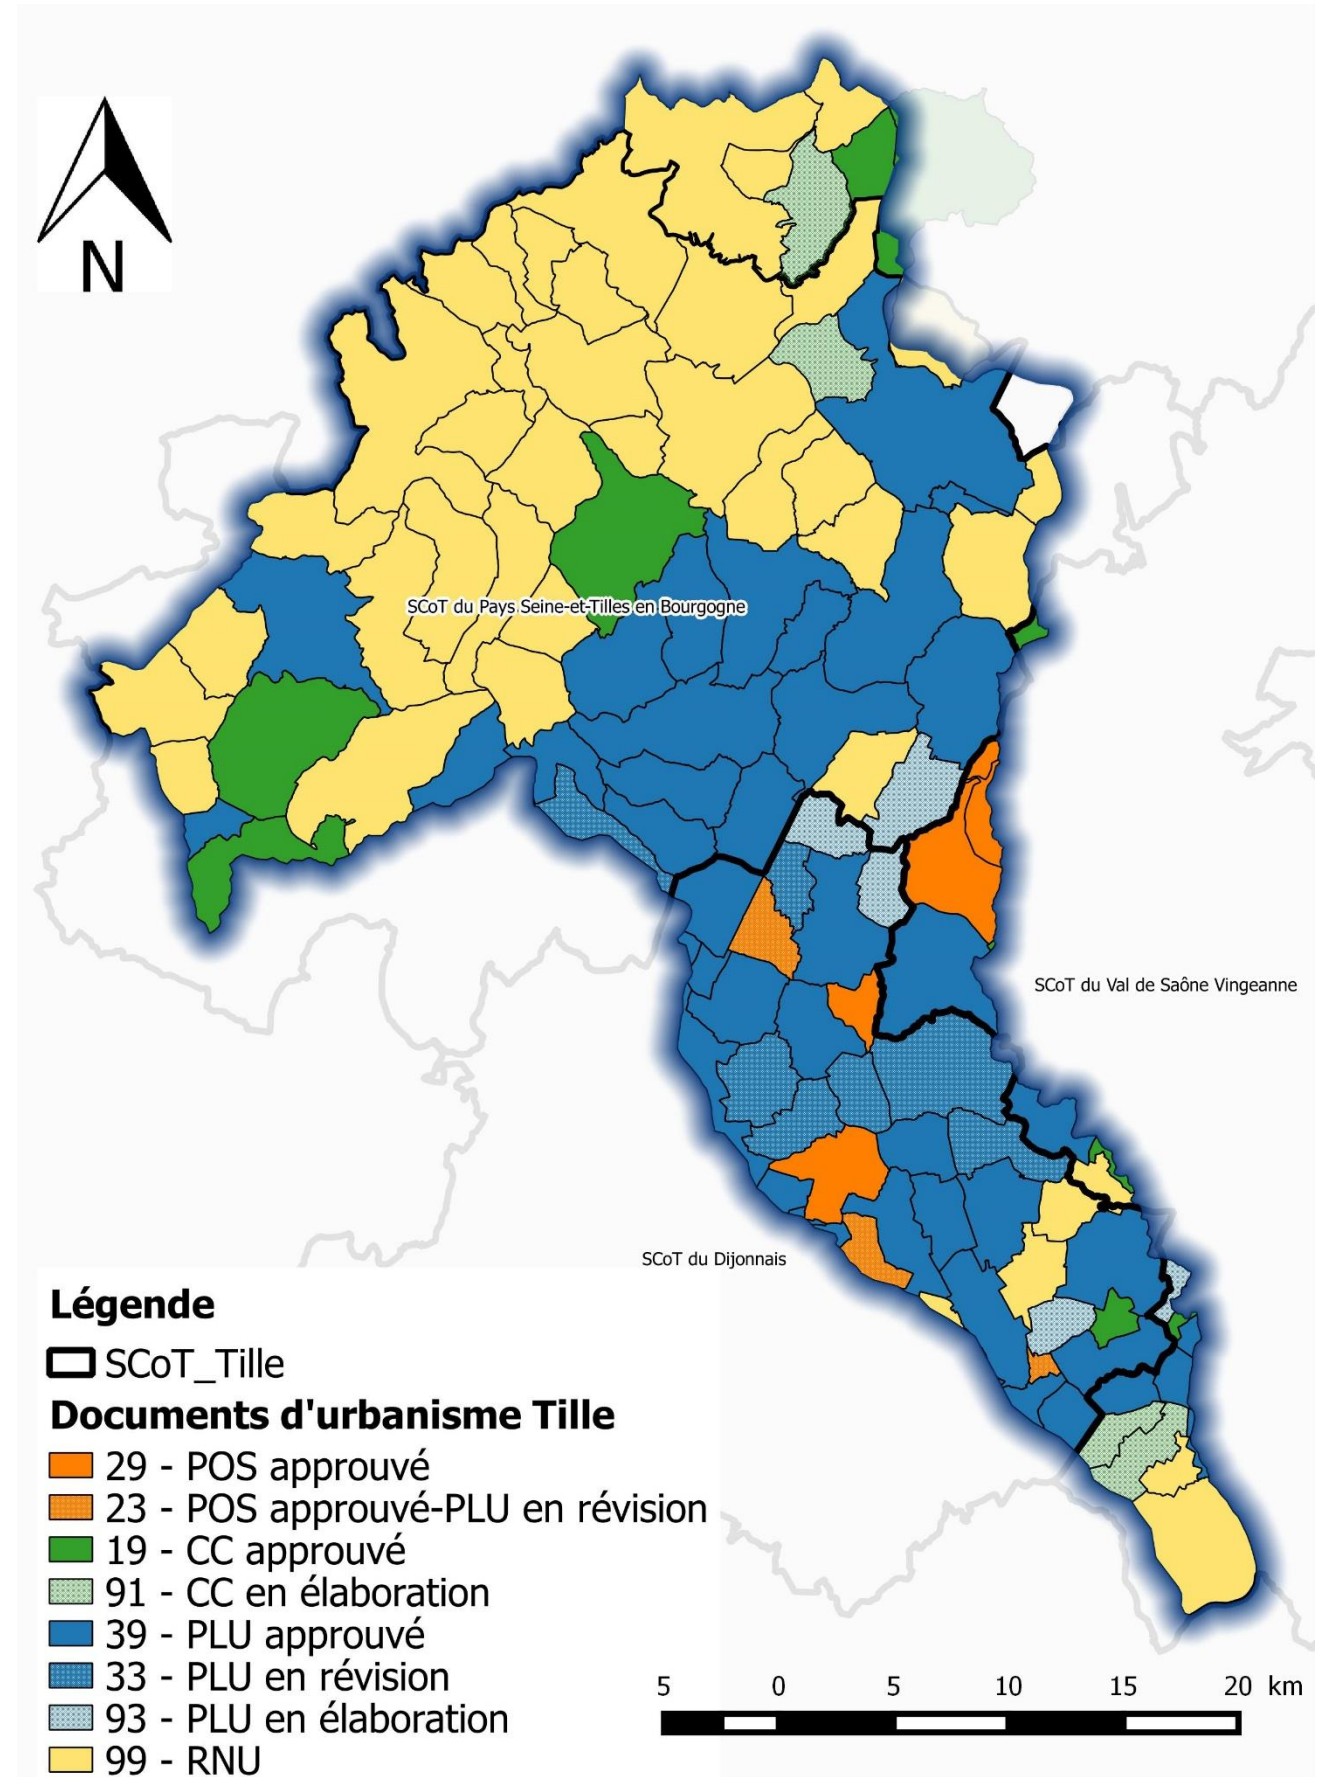 N
SCoT du Pays Seine-et-Tilles en Bourgogne
SCoT du Val de Saône Vingeanne
SCoT du Dijonnais
Légende
SCoT_Tille
Documents d'urbanisme Tille
29 - POS approuvé
23 - POS approuvé-PLU en révision
19 - CC approuvé
91 - CC en élaboration
39 - PLU approuvé
33 - PLU en révision
93 - PLU en élaboration
99 - RNU
5 0 5 10 15 20 km